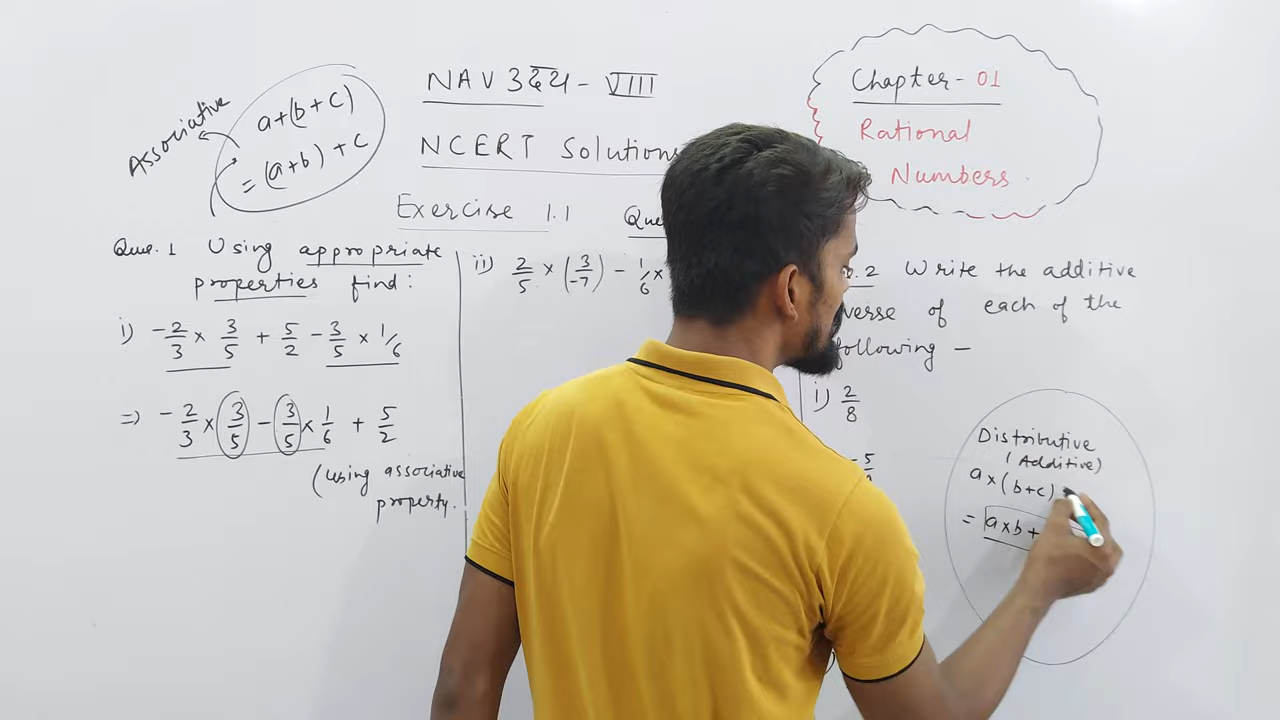 Associative
a+(b+c)
= (a+b)+c
NAV उदय - VIII
NCERT Solutions
Exercise 1.1
Chapter - 01
Rational
Numbers
Que. 1 Using appropriate
properties find:
i) -2/3 × 3/5 + 5/2 - 3/5 × 1/6
=) -2/3 × 3/5 - 3/5 × 1/6 + 5/2
(using associative
property.
ii) 2/5 × (3/-7) - 1/6 ×
.2 Write the additive
verse of each of the
following -
i) 2/8
Distributive
(Additive)
a×(b+c)
= a×b+